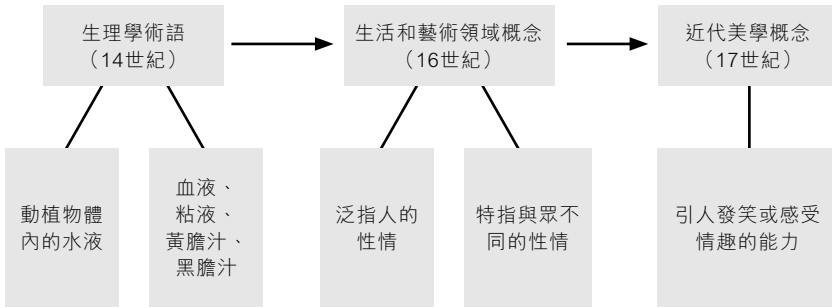 生理學術語
（14世紀）
生活和藝術領域概念
（16世紀）
近代美學概念
（17世紀）
動植物體
內的水液
血液、
粘液、
黃膽汁、
黑膽汁
泛指人的
性情
特指與眾不
同的性情
引人發笑或感受
情趣的能力